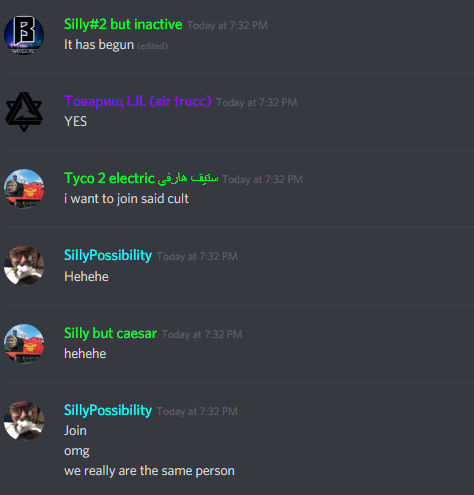 Silly#2 but inactive Today at 7:32 PM
It has begun (edited)
Товарищ LJL (air trucc) Today at 7:32 PM
YES
Tyco 2 electric ستيف هارفي Today at 7:32 PM
i want to join said cult
SillyPossibility Today at 7:32 PM
Hehehe
Silly but caesar Today at 7:32 PM
hehehe
SillyPossibility Today at 7:32 PM
Join
omg
we really are the same person